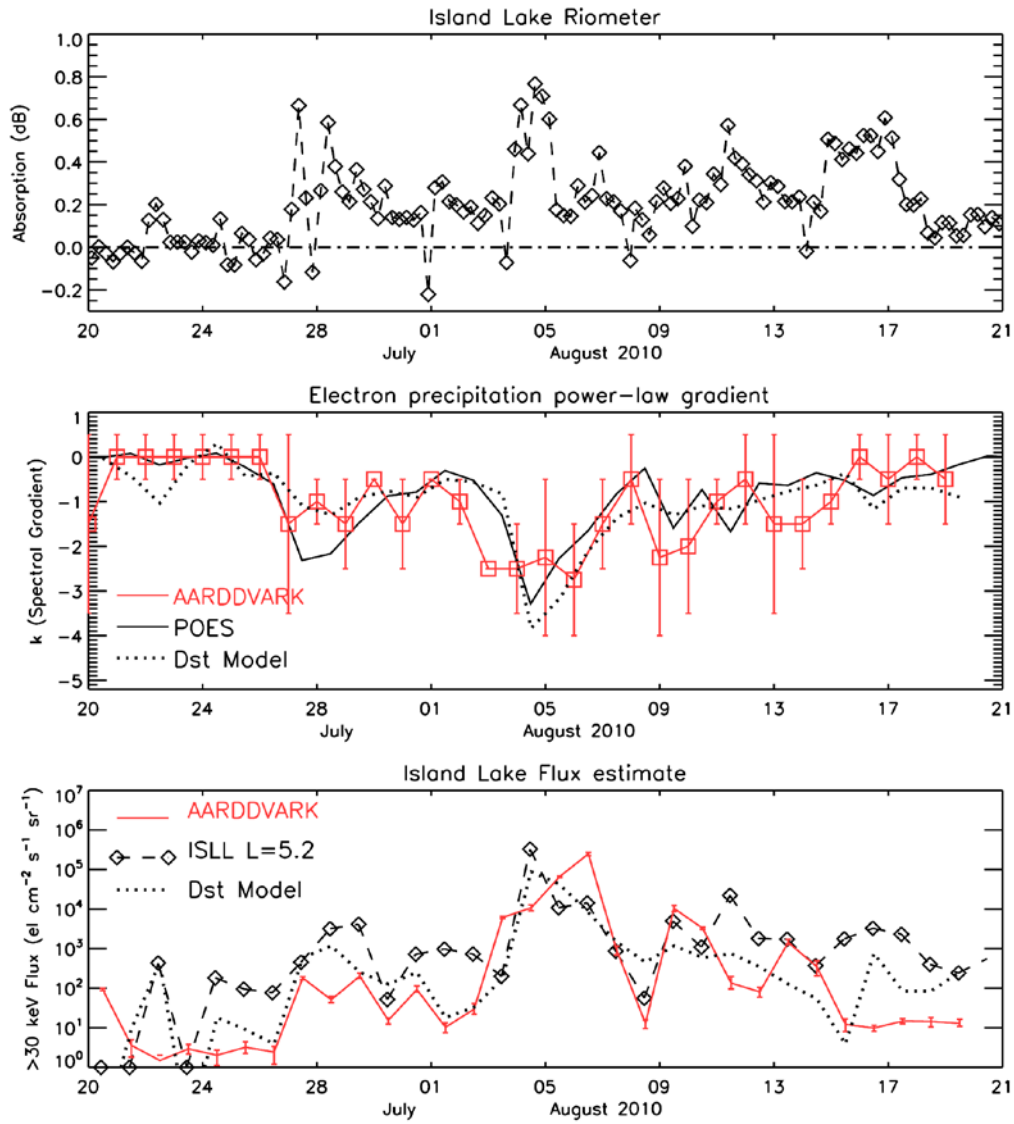 Island Lake Riometer
Absorption (dB)
1.0
0.8
0.6
0.4
0.2
0.0
−0.2
20 24 28 01 05 09 13 17 21
July August 2010
Electron precipitation power−law gradient
k (Spectral Gradient)
1
0
−1
−2
−3
−4
−5
AARDDVARK
POES
Dst Model
20 24 28 01 05 09 13 17 21
July August 2010
Island Lake Flux estimate
>30 keV Flux (el cm⁻² s⁻¹ sr⁻¹)
10⁷
10⁶
10⁵
10⁴
10³
10²
10¹
10⁰
AARDDVARK
ISLL L=5.2
Dst Model
20 24 28 01 05 09 13 17 21
July August 2010